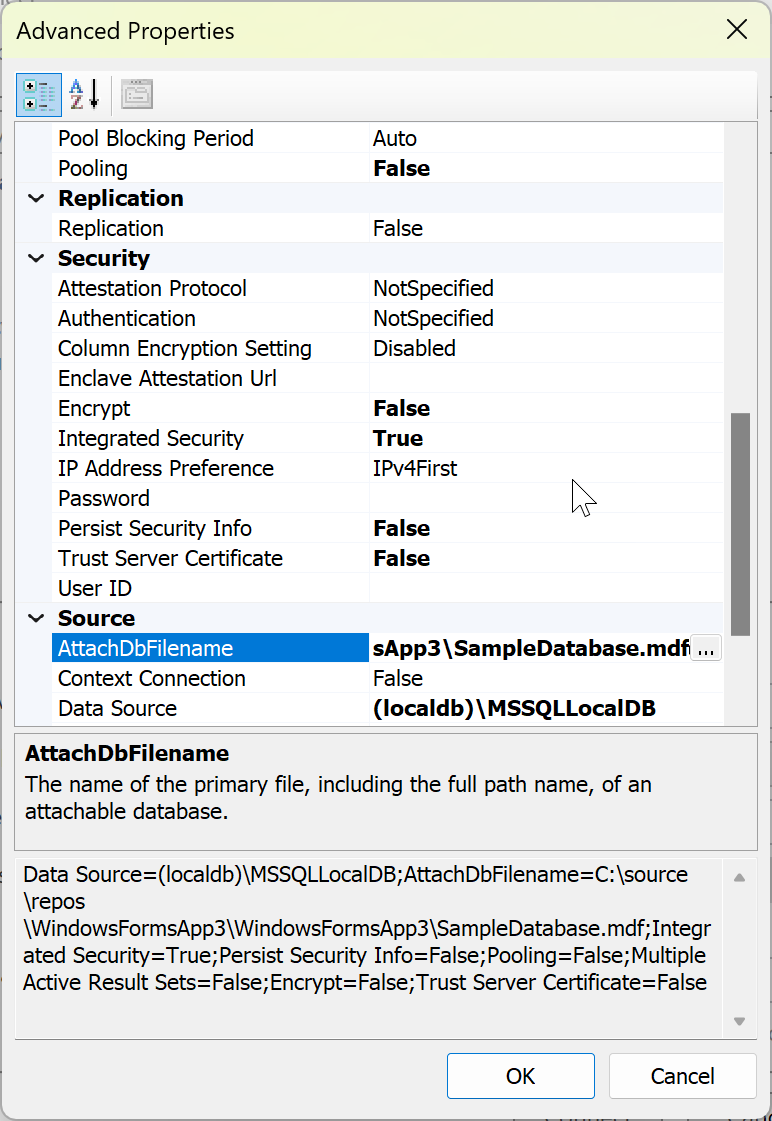 Advanced Properties
Pool Blocking Period Auto
Pooling False
Replication
Replication False
Security
Attestation Protocol NotSpecified
Authentication NotSpecified
Column Encryption Setting Disabled
Enclave Attestation Url
Encrypt False
Integrated Security True
IP Address Preference IPv4First
Password
Persist Security Info False
Trust Server Certificate False
User ID
Source
AttachDbFilename sApp3\SampleDatabase.mdf ...
Context Connection False
Data Source (localdb)\MSSQLLocalDB
AttachDbFilename
The name of the primary file, including the full path name, of an
attachable database.
Data Source=(localdb)\MSSQLLocalDB;AttachDbFilename=C:\source
\repos
\WindowsFormsApp3\WindowsFormsApp3\SampleDatabase.mdf;Integr
ated Security=True;Persist Security Info=False;Pooling=False;Multiple
Active Result Sets=False;Encrypt=False;Trust Server Certificate=False
OK Cancel